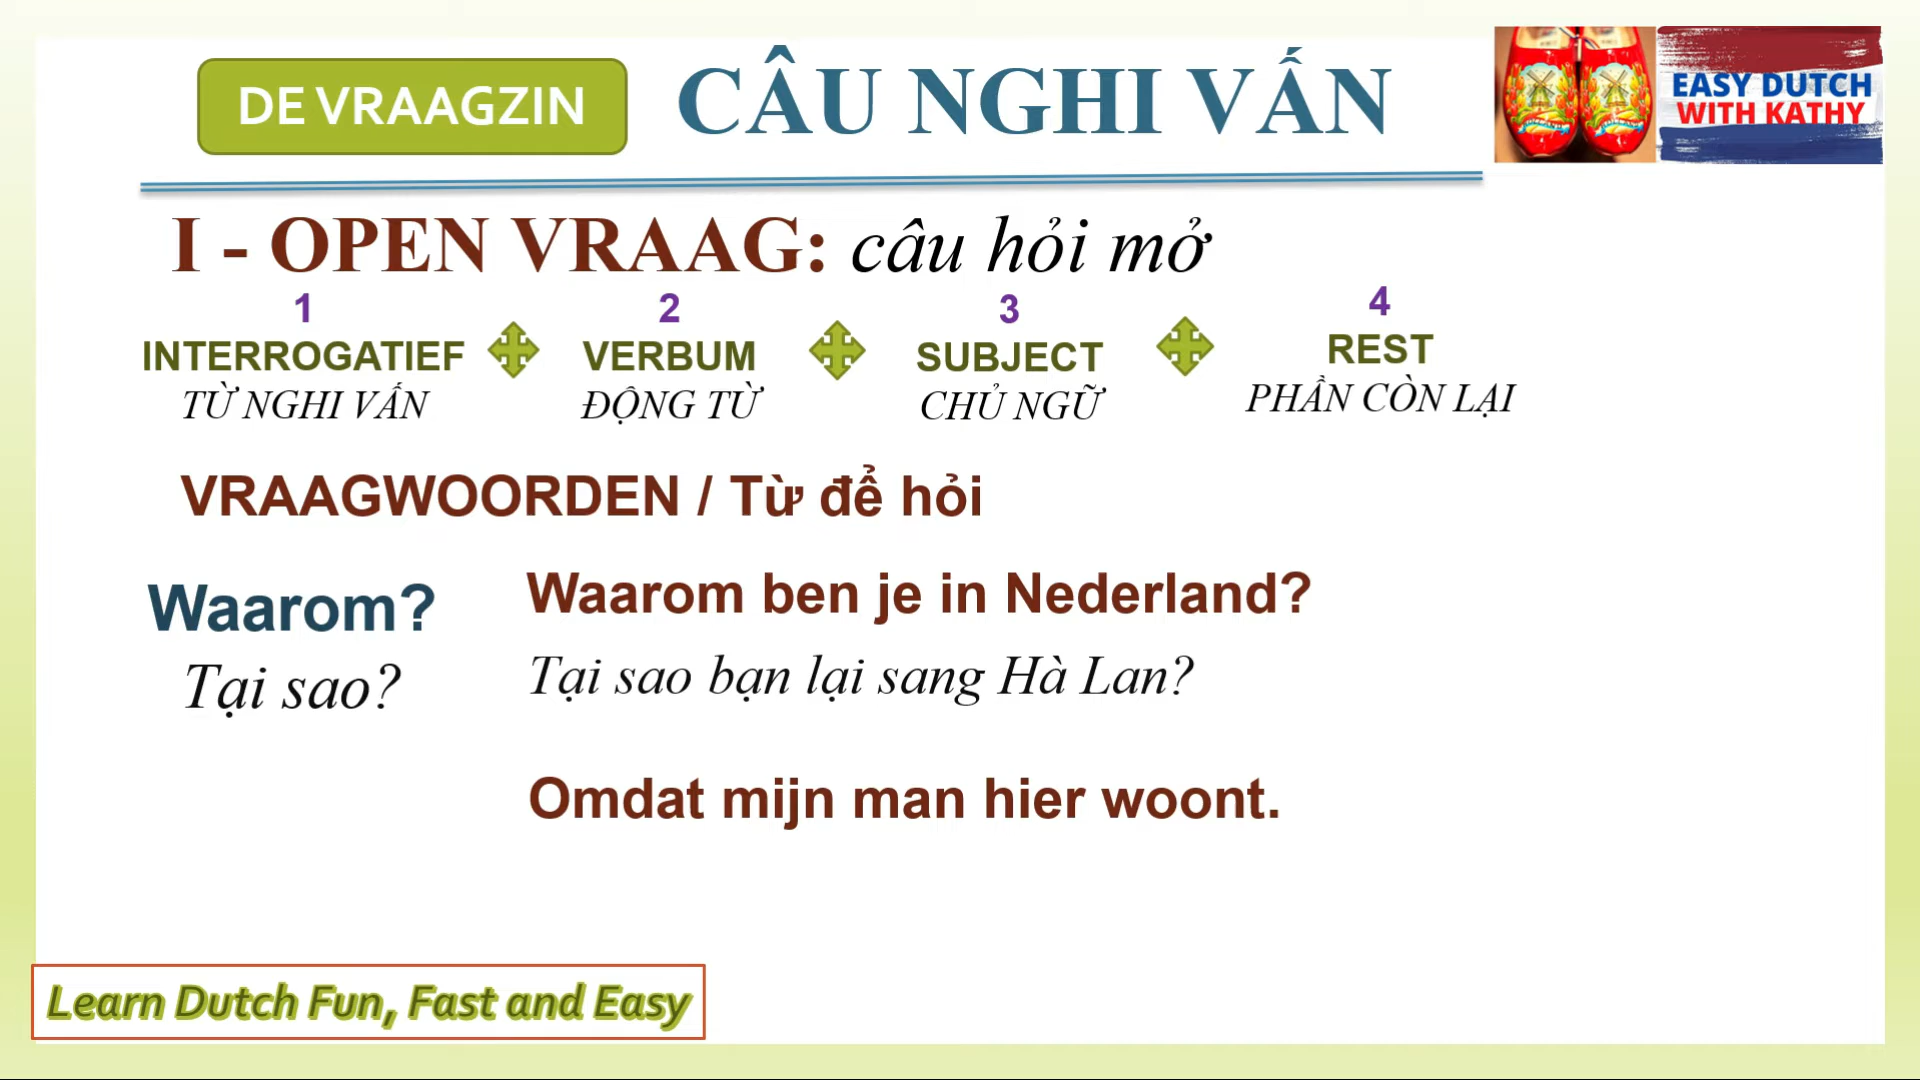 DE VRAAGZIN
CÂU NGHI VẤN
EASY DUTCH
WITH KATHY
I - OPEN VRAAG: câu hỏi mở
1 2 3 4
INTERROGATIEF VERBUM SUBJECT REST
TỪ NGHI VẤN ĐỘNG TỪ CHỦ NGỮ PHẦN CÒN LẠI
VRAAGWOORDEN / Từ để hỏi
Waarom? Waarom ben je in Nederland?
Tại sao? Tại sao bạn lại sang Hà Lan?
Omdat mijn man hier woont.
Learn Dutch Fun, Fast and Easy